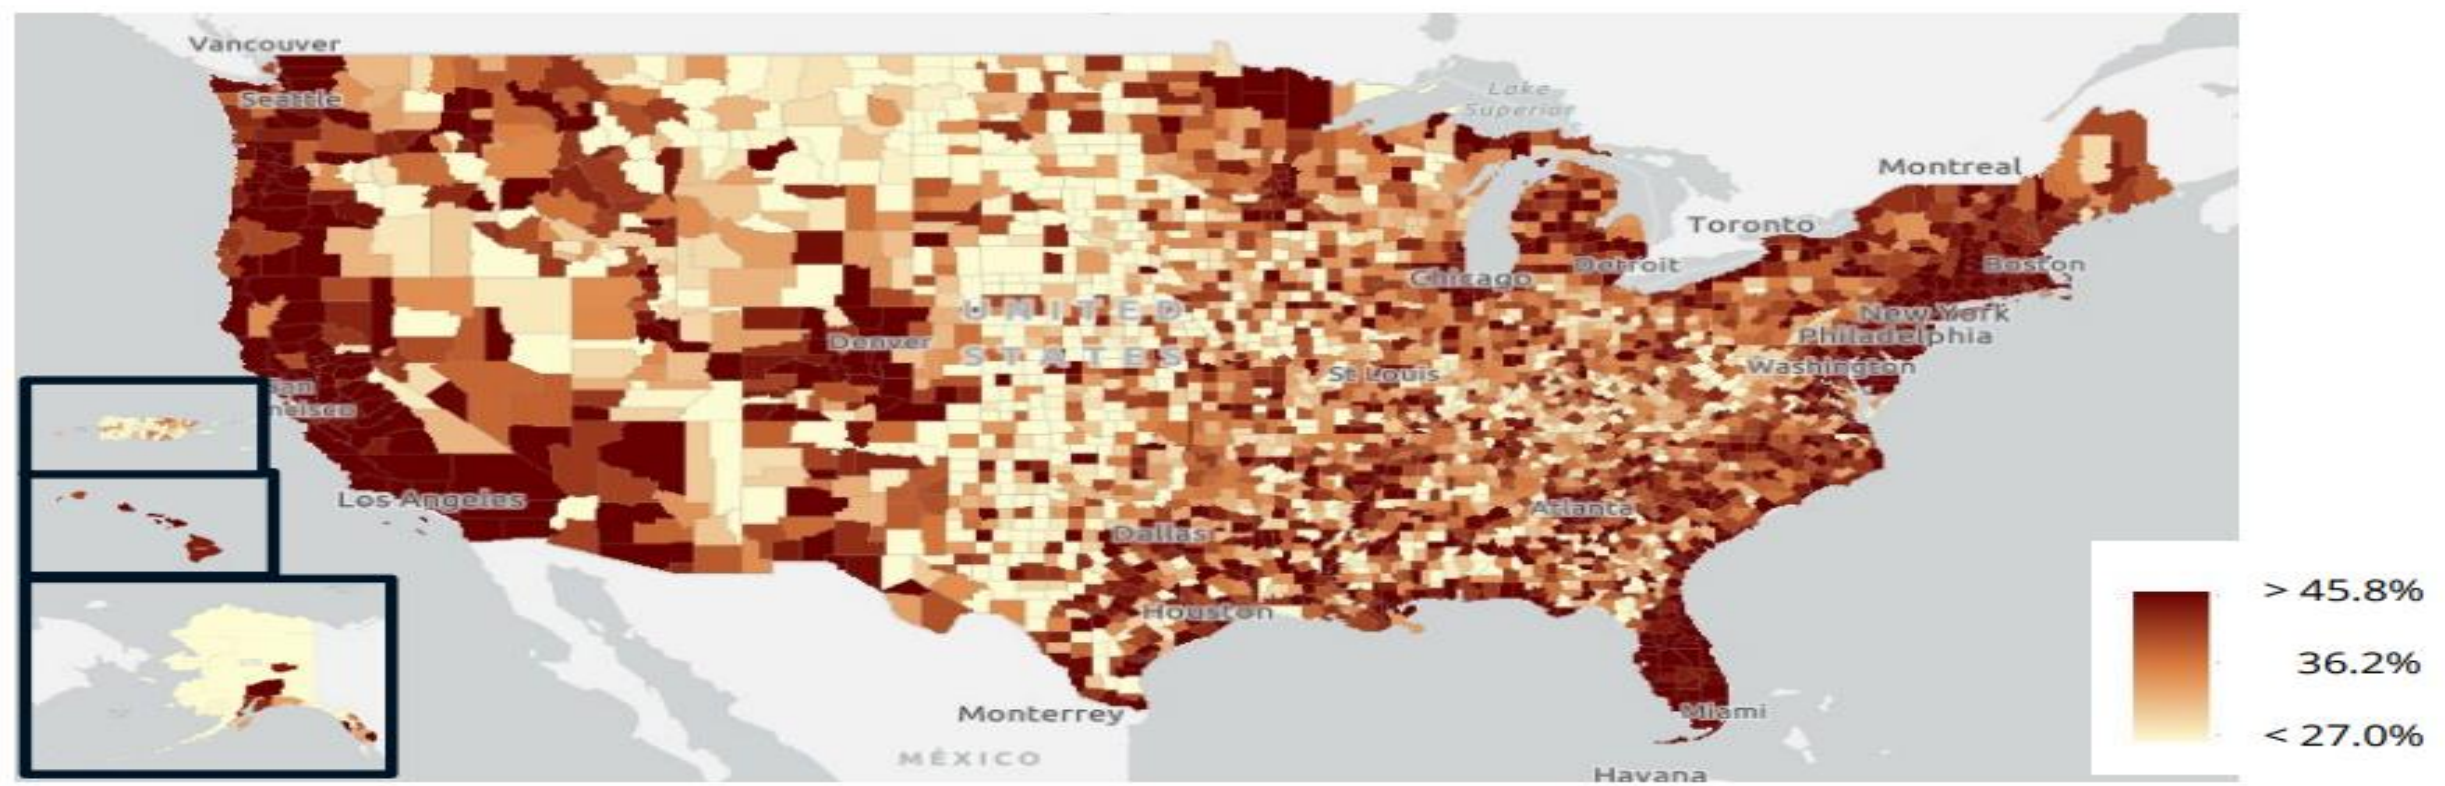 Vancouver
Seattle
Lake
Superior
Montreal
Toronto
Boston
Detroit
Chicago
New York
Philadelphia
UNITED
STATES
Denver
Washington
St Louis
Los Angeles
Atlanta
Dallas
Houston
Monterrey
Miami
MÉXICO
Havana
> 45.8%
36.2%
< 27.0%